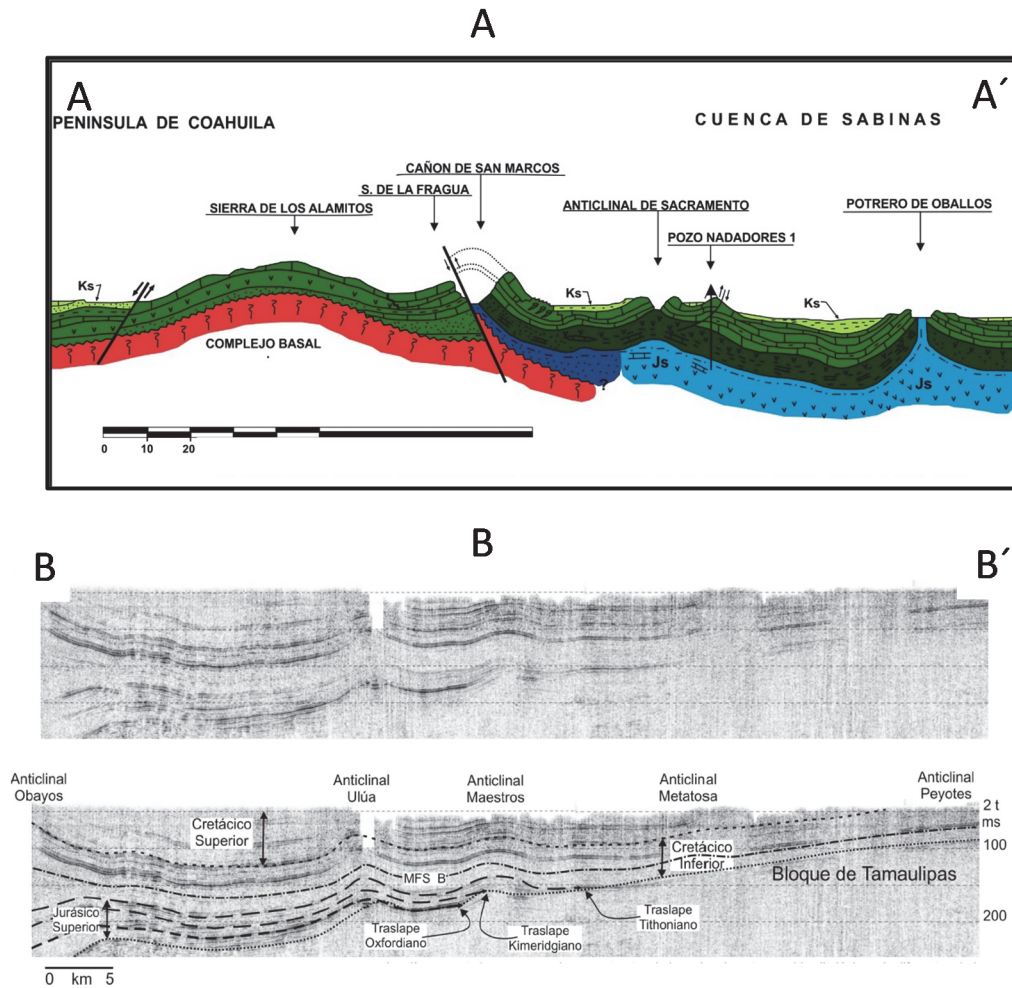 A
A
A´
PENINSULA DE COAHUILA
CUENCA DE SABINAS
CAÑON DE SAN MARCOS
S. DE LA FRAGUA
SIERRA DE LOS ALAMITOS
ANTICLINAL DE SACRAMENTO
POTRERO DE OBALLOS
POZO NADADORES 1
Ks
Ks
Ks
COMPLEJO BASAL
Js
Js
?
0 10 20
B
B
B´
Anticlinal
Obayos
Anticlinal
Ulúa
Anticlinal
Maestros
Anticlinal
Metatosa
Anticlinal
Peyotes
2 t
ms
Cretácico
Superior
100
Cretácico
Inferior
MFS B
Bloque de Tamaulipas
Jurásico
Superior
Traslape
Oxfordiano
Traslape
Kimeridgiano
Traslape
Tithoniano
200
0 km 5